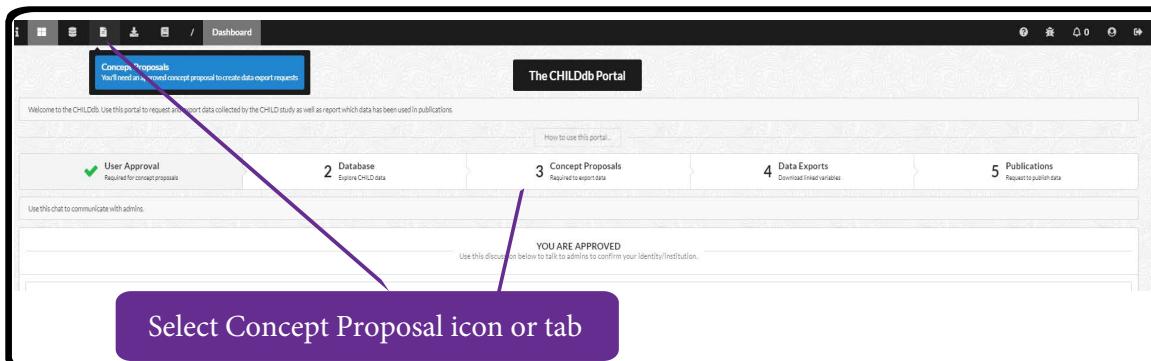 i / Dashboard 0
Concept Proposals
You'll need an approved concept proposal to create data export requests
The CHILDdb Portal
Welcome to the CHILDdb. Use this portal to request and export data collected by the CHILD study as well as report which data has been used in publications.
How to use this portal...
User Approval
Required for concept proposals
2 Database
Explore CHILD data
3 Concept Proposals
Required to export data
4 Data Exports
Download linked variables
5 Publications
Request to publish data
Use this chat to communicate with admins.
YOU ARE APPROVED
Use this discussion below to talk to admins to confirm your identity/institution.
Select Concept Proposal icon or tab